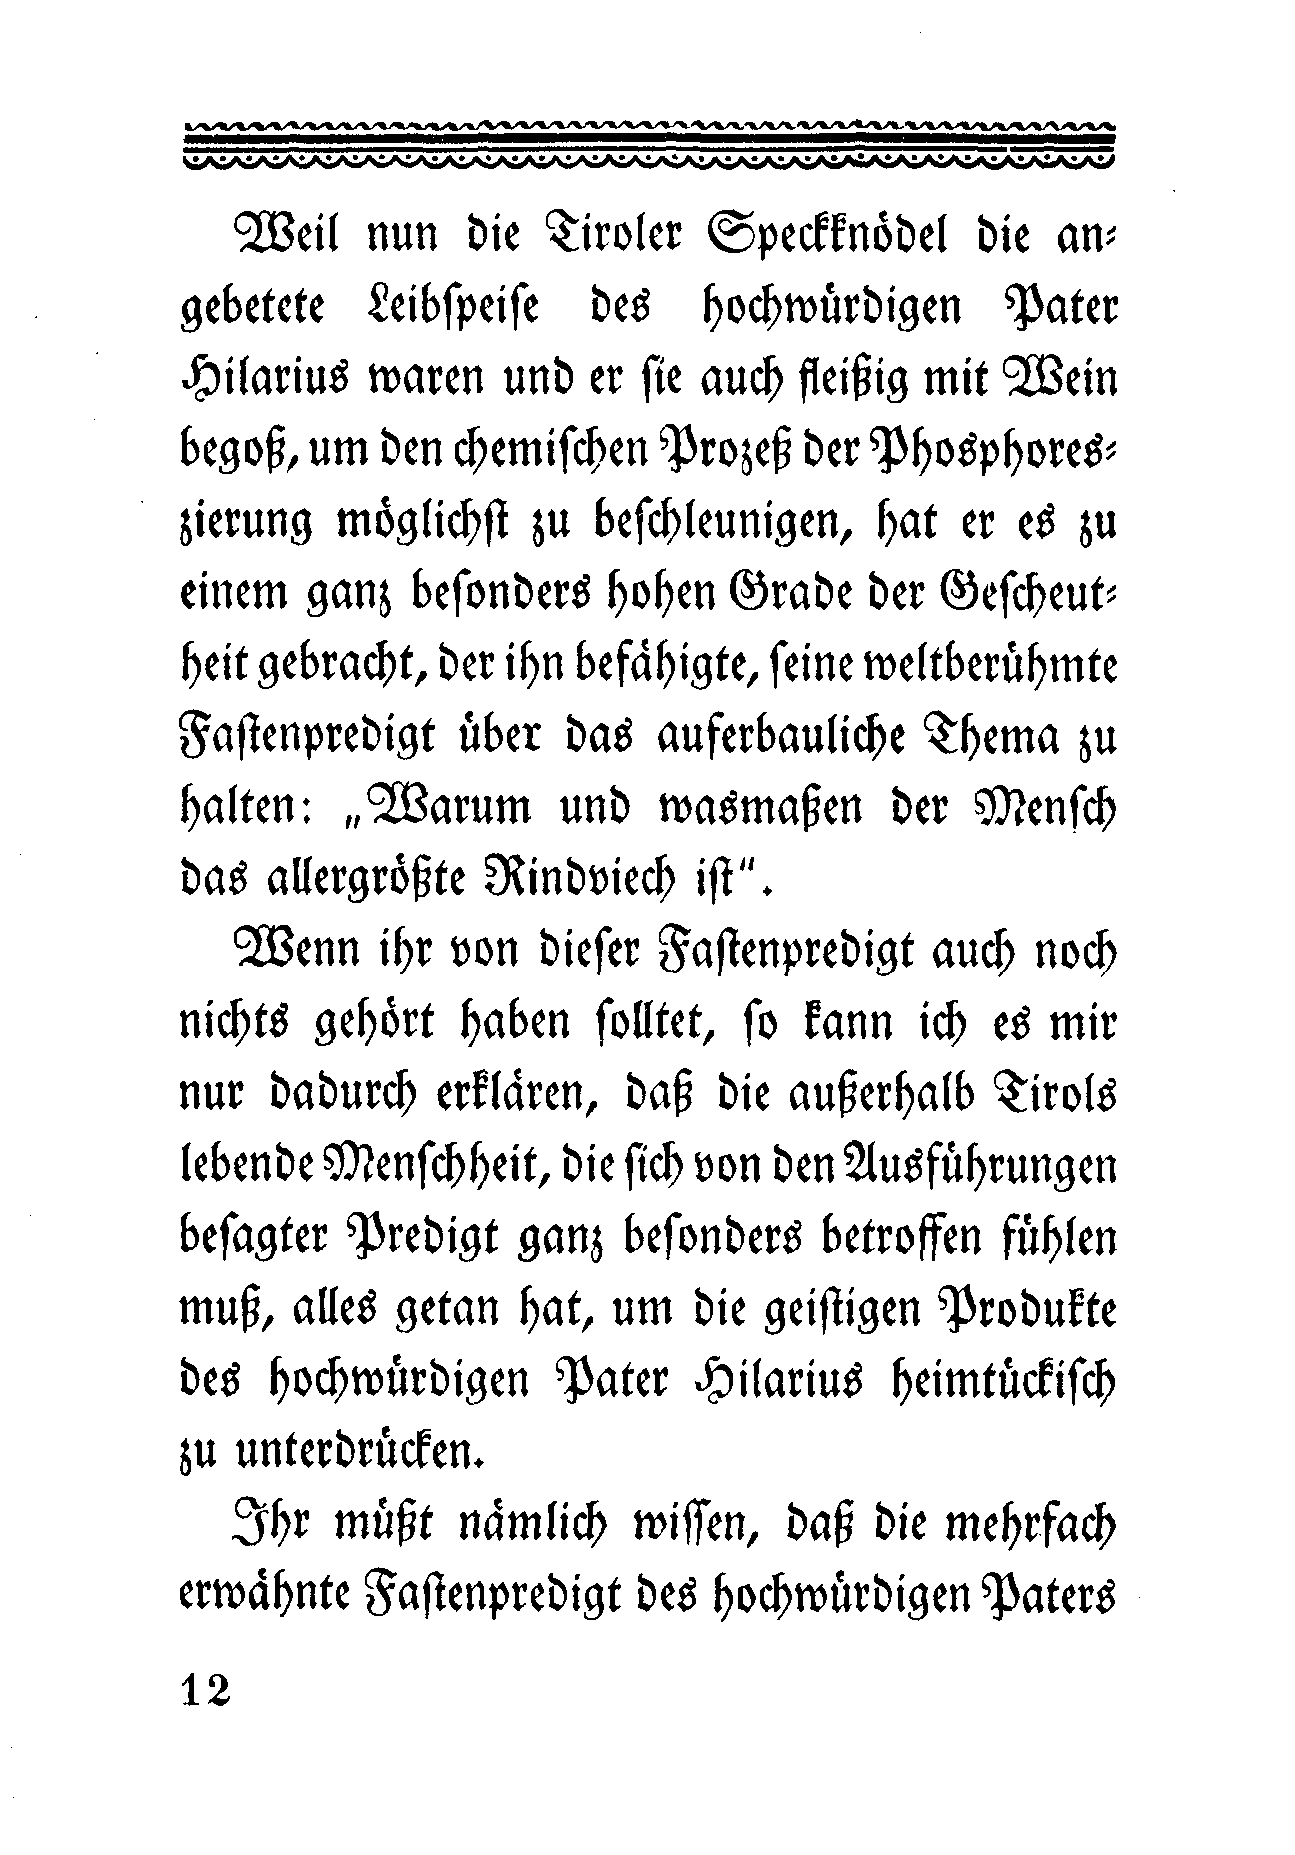 Weil nun die Tiroler Speckknödel die an-
gebetete Leibspeise des hochwürdigen Pater
Hilarius waren und er sie auch fleißig mit Wein
begoß, um den chemischen Prozeß der Phosphores-
zierung möglichst zu beschleunigen, hat er es zu
einem ganz besonders hohen Grade der Gescheut-
heit gebracht, der ihn befähigte, seine weltberühmte
Fastenpredigt über das auferbauliche Thema zu
halten: „Warum und wasmaßen der Mensch
das allergrößte Rindviech ist".
Wenn ihr von dieser Fastenpredigt auch noch
nichts gehört haben solltet, so kann ich es mir
nur dadurch erklären, daß die außerhalb Tirols
lebende Menschheit, die sich von den Ausführungen
besagter Predigt ganz besonders betroffen fühlen
muß, alles getan hat, um die geistigen Produkte
des hochwürdigen Pater Hilarius heimtückisch
zu unterdrücken.
Ihr müßt nämlich wissen, daß die mehrfach
erwähnte Fastenpredigt des hochwürdigen Paters
12